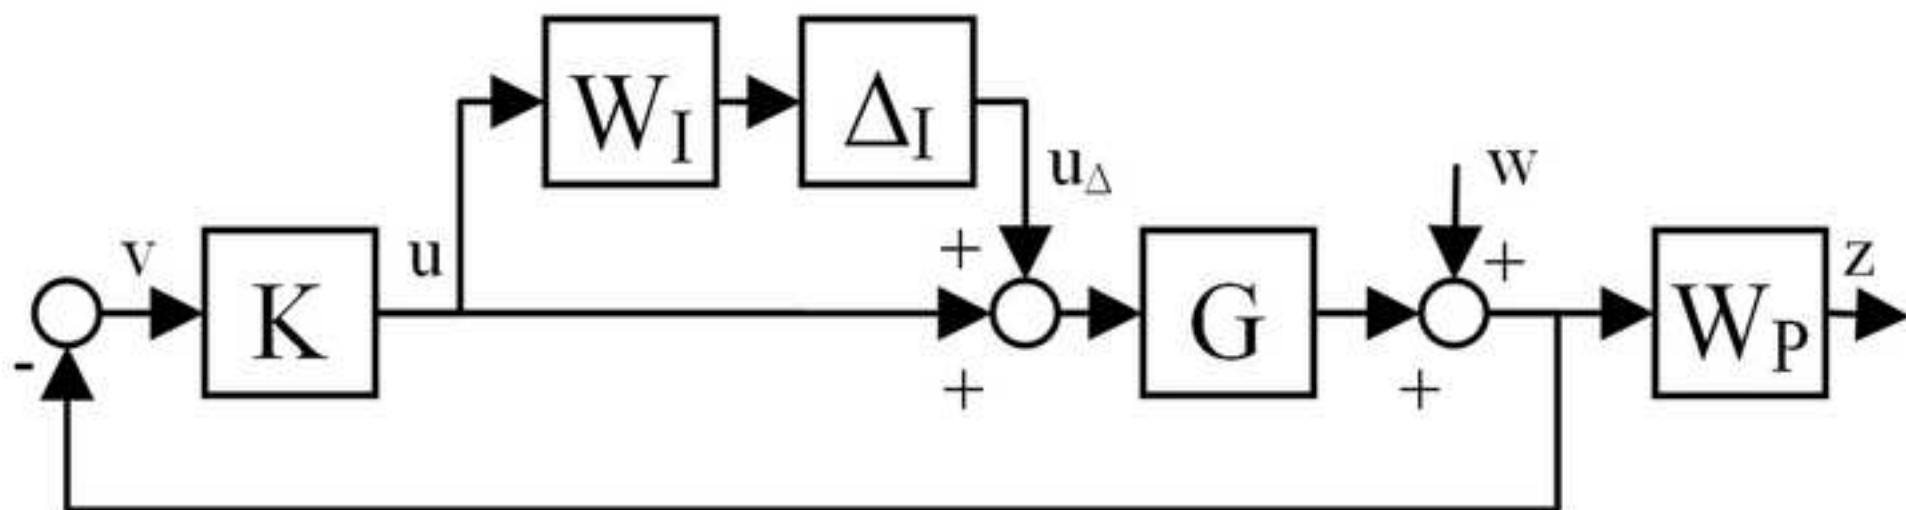 W_I
Δ_I
u_Δ
w
v
K
u
+
+
G
+
+
W_P
z
-